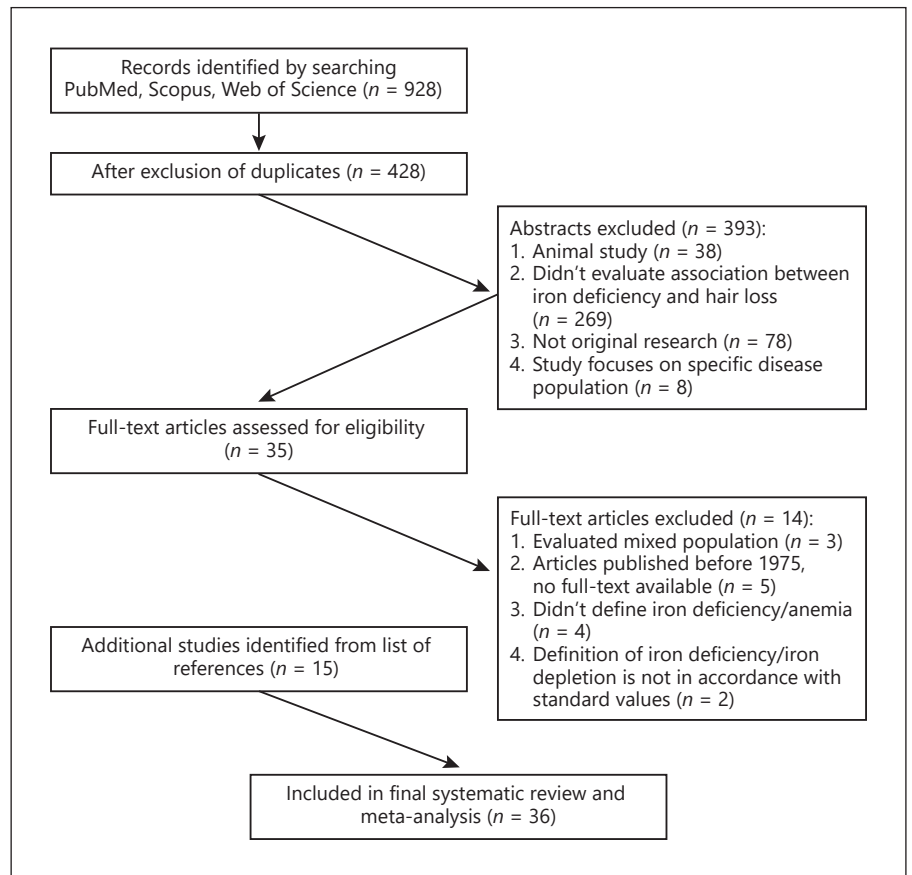 Records identified by searching
PubMed, Scopus, Web of Science (n = 928)
After exclusion of duplicates (n = 428)
Abstracts excluded (n = 393):
1. Animal study (n = 38)
2. Didn't evaluate association between
iron deficiency and hair loss
(n = 269)
3. Not original research (n = 78)
4. Study focuses on specific disease
population (n = 8)
Full-text articles assessed for eligibility
(n = 35)
Full-text articles excluded (n = 14):
1. Evaluated mixed population (n = 3)
2. Articles published before 1975,
no full-text available (n = 5)
3. Didn't define iron deficiency/anemia
(n = 4)
4. Definition of iron deficiency/iron
depletion is not in accordance with
standard values (n = 2)
Additional studies identified from list of
references (n = 15)
Included in final systematic review and
meta-analysis (n = 36)